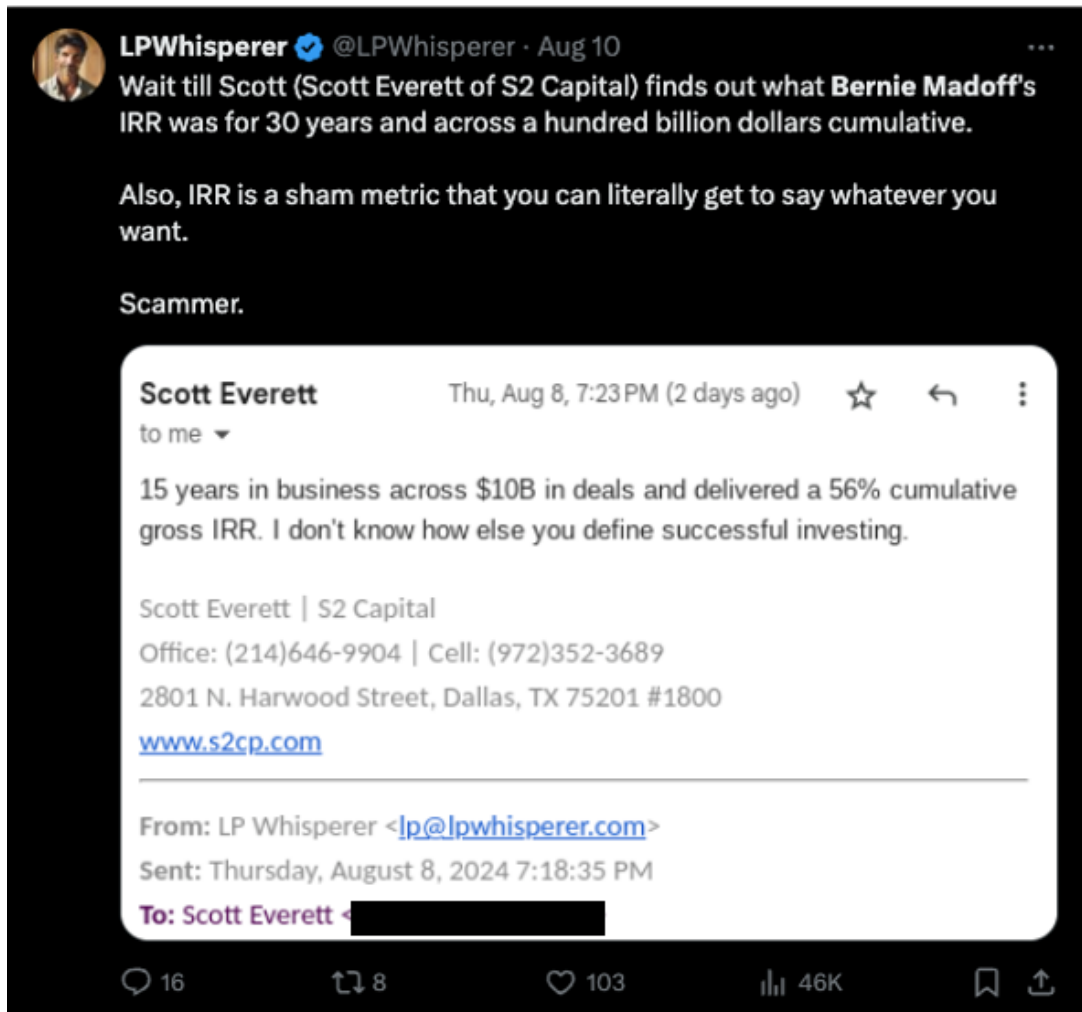 LPWhisperer @LPWhisperer · Aug 10
Wait till Scott (Scott Everett of S2 Capital) finds out what Bernie Madoff's
IRR was for 30 years and across a hundred billion dollars cumulative.
Also, IRR is a sham metric that you can literally get to say whatever you
want.
Scammer.
Scott Everett Thu, Aug 8, 7:23 PM (2 days ago)
to me
15 years in business across $10B in deals and delivered a 56% cumulative
gross IRR. I don't know how else you define successful investing.
Scott Everett | S2 Capital
Office: (214)646-9904 | Cell: (972)352-3689
2801 N. Harwood Street, Dallas, TX 75201 #1800
www.s2cp.com
From: LP Whisperer <lp@lpwhisperer.com>
Sent: Thursday, August 8, 2024 7:18:35 PM
To: Scott Everett <
16 8 103 46K